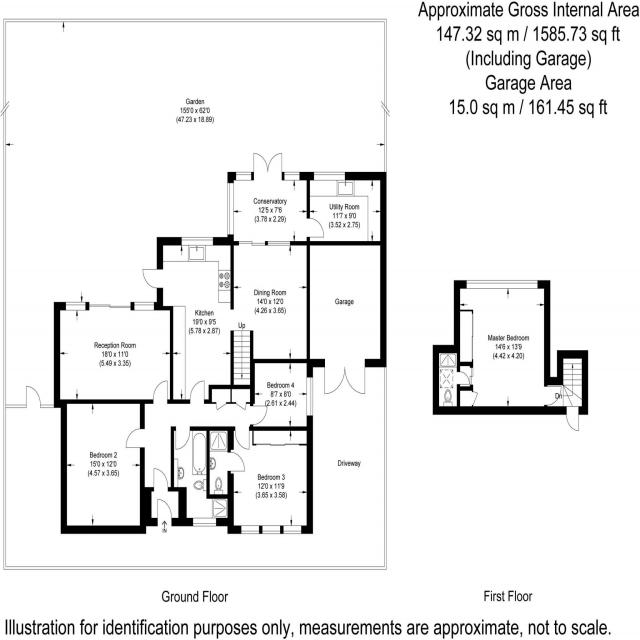 Approximate Gross Internal Area
147.32 sq m / 1585.73 sq ft
(Including Garage)
Garage Area
15.0 sq m / 161.45 sq ft
Garden
155'0 x 62'0
(47.23 x 18.89)
Conservatory
12'5 x 7'6
(3.78 x 2.29)
Utility Room
11'7 x 9'0
(3.52 x 2.75)
Dining Room
14'0 x 12'0
(4.26 x 3.65)
Garage
Kitchen
19'0 x 9'5
(5.78 x 2.87)
Up
Reception Room
18'0 x 11'0
(5.49 x 3.35)
Master Bedroom
14'6 x 13'9
(4.42 x 4.20)
Dn
Bedroom 4
8'7 x 8'0
(2.61 x 2.44)
Bedroom 2
15'0 x 12'0
(4.57 x 3.65)
Bedroom 3
12'0 x 11'9
(3.65 x 3.58)
Driveway
IN
Ground Floor
First Floor
Illustration for identification purposes only, measurements are approximate, not to scale.